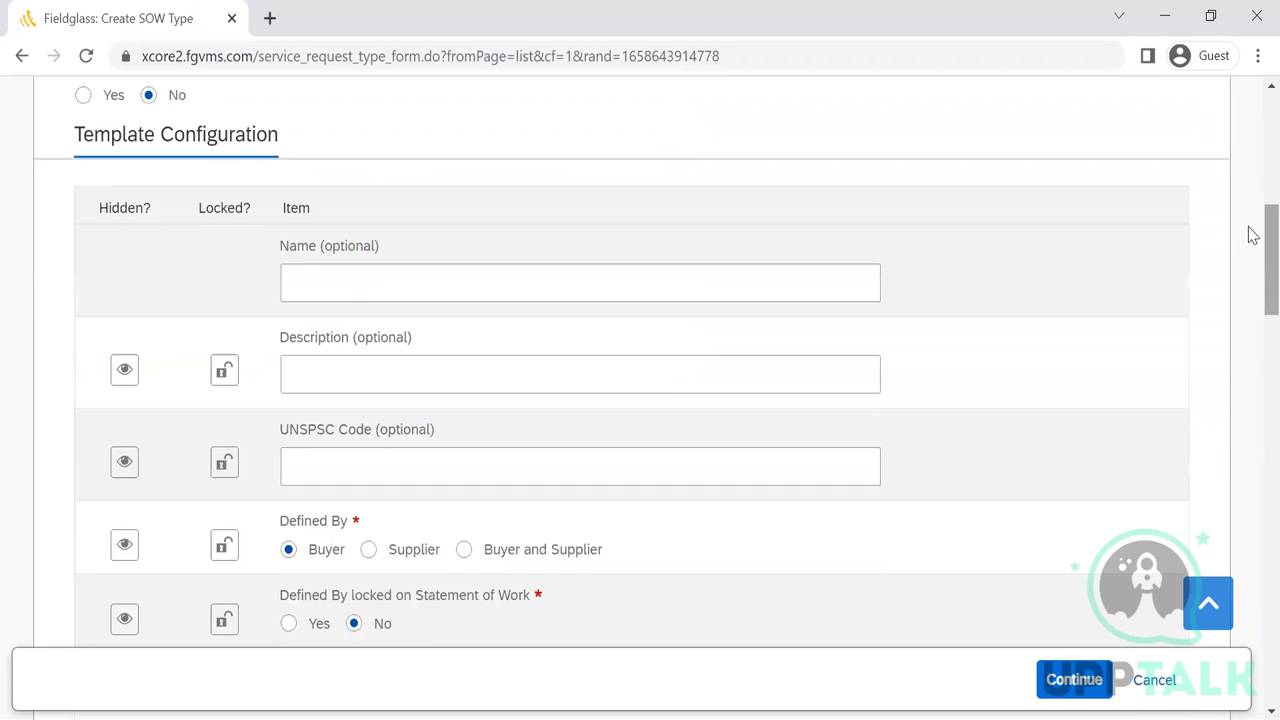 Fieldglass: Create SOW Type
xcore2.fgvms.com/service_request_type_form.do?fromPage=list&cf=1&rand=1658643914778
Guest
Yes No
Template Configuration
Hidden? Locked? Item
Name (optional)
Description (optional)
UNSPSC Code (optional)
Defined By *
Buyer Supplier Buyer and Supplier
Defined By locked on Statement of Work *
Yes No
Continue Cancel
UPPTALK